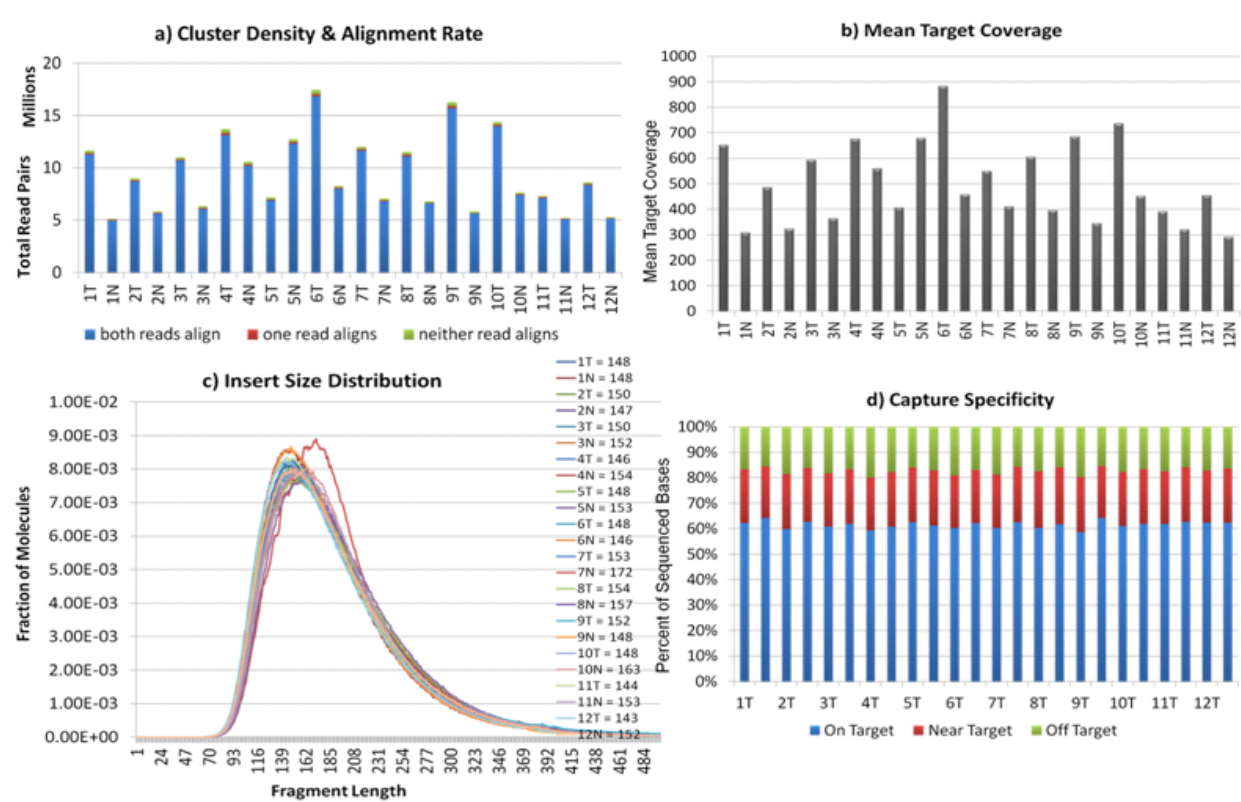 a) Cluster Density & Alignment Rate
Total Read Pairs
Millions
20
15
10
5
0
1T 1N 2T 2N 3T 3N 4T 4N 5T 5N 6T 6N 7T 7N 8T 8N 9T 9N 10T 10N 11T 11N 12T 12N
both reads align one read aligns neither read aligns
b) Mean Target Coverage
Mean Target Coverage
1000
900
800
700
600
500
400
300
200
100
0
1T 1N 2T 2N 3T 3N 4T 4N 5T 5N 6T 6N 7T 7N 8T 8N 9T 9N 10T 10N 11T 11N 12T 12N
c) Insert Size Distribution
Fraction of Molecules
1.00E-02
9.00E-03
8.00E-03
7.00E-03
6.00E-03
5.00E-03
4.00E-03
3.00E-03
2.00E-03
1.00E-03
0.00E+00
1 24 47 70 93 116 139 162 185 208 231 254 277 300 323 346 369 392 415 438 461 484
Fragment Length
1T = 148
1N = 148
2T = 150
2N = 147
3T = 150
3N = 152
4T = 146
4N = 154
5T = 148
5N = 153
6T = 148
6N = 146
7T = 153
7N = 172
8T = 154
8N = 157
9T = 152
9N = 148
10T = 148
10N = 163
11T = 144
11N = 153
12T = 143
12N = 152
d) Capture Specificity
Percent of Sequenced Bases
100%
90%
80%
70%
60%
50%
40%
30%
20%
10%
0%
1T 2T 3T 4T 5T 6T 7T 8T 9T 10T 11T 12T
On Target Near Target Off Target